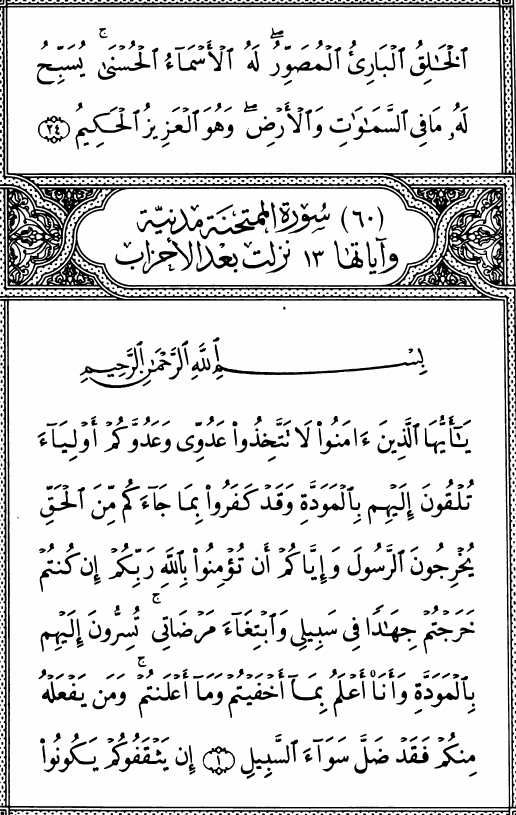 ٱلْخَـٰلِقُ ٱلْبَارِئُ ٱلْمُصَوِّرُ ۖ لَهُ ٱلْأَسْمَآءُ ٱلْحُسْنَىٰ ۚ يُسَبِّحُ
لَهُۥ مَا فِى ٱلسَّمَـٰوَٰتِ وَٱلْأَرْضِ ۖ وَهُوَ ٱلْعَزِيزُ ٱلْحَكِيمُ ٢٤
(٦٠) سورة الممتحنة مدنية
وآياتها ١٣ نزلت بعد الأحزاب
بِسْمِ ٱللَّهِ ٱلرَّحْمَـٰنِ ٱلرَّحِيمِ
يَـٰٓأَيُّهَا ٱلَّذِينَ ءَامَنُوا۟ لَا تَتَّخِذُوا۟ عَدُوِّى وَعَدُوَّكُمْ أَوْلِيَآءَ
تُلْقُونَ إِلَيْهِم بِٱلْمَوَدَّةِ وَقَدْ كَفَرُوا۟ بِمَا جَآءَكُم مِّنَ ٱلْحَقِّ
يُخْرِجُونَ ٱلرَّسُولَ وَإِيَّاكُمْ أَن تُؤْمِنُوا۟ بِٱللَّهِ رَبِّكُمْ إِن كُنتُمْ
خَرَجْتُمْ جِهَـٰدًا فِى سَبِيلِى وَٱبْتِغَآءَ مَرْضَاتِى ۚ تُسِرُّونَ إِلَيْهِم
بِٱلْمَوَدَّةِ وَأَنَا۠ أَعْلَمُ بِمَآ أَخْفَيْتُمْ وَمَآ أَعْلَنتُمْ ۚ وَمَن يَفْعَلْهُ
مِنكُمْ فَقَدْ ضَلَّ سَوَآءَ ٱلسَّبِيلِ ١ إِن يَثْقَفُوكُمْ يَكُونُوا۟